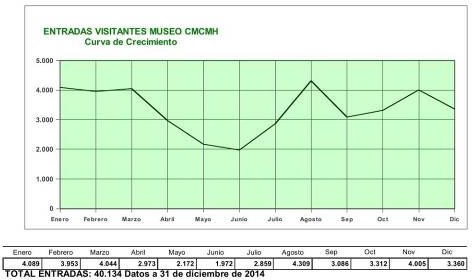 ENTRADAS VISITANTES MUSEO CMCMH
Curva de Crecimiento
5.000
4.000
3.000
2.000
1.000
0
Enero Febrero Marzo Abril Mayo Junio Julio Agosto Sep Oct Nov Dic
Enero Febrero Marzo Abril Mayo Junio Julio Agosto Sep Oct Nov Dic
4.089 3.953 4.044 2.973 2.172 1.972 2.859 4.309 3.086 3.312 4.005 3.360
TOTAL ENTRADAS: 40.134 Datos a 31 de diciembre de 2014